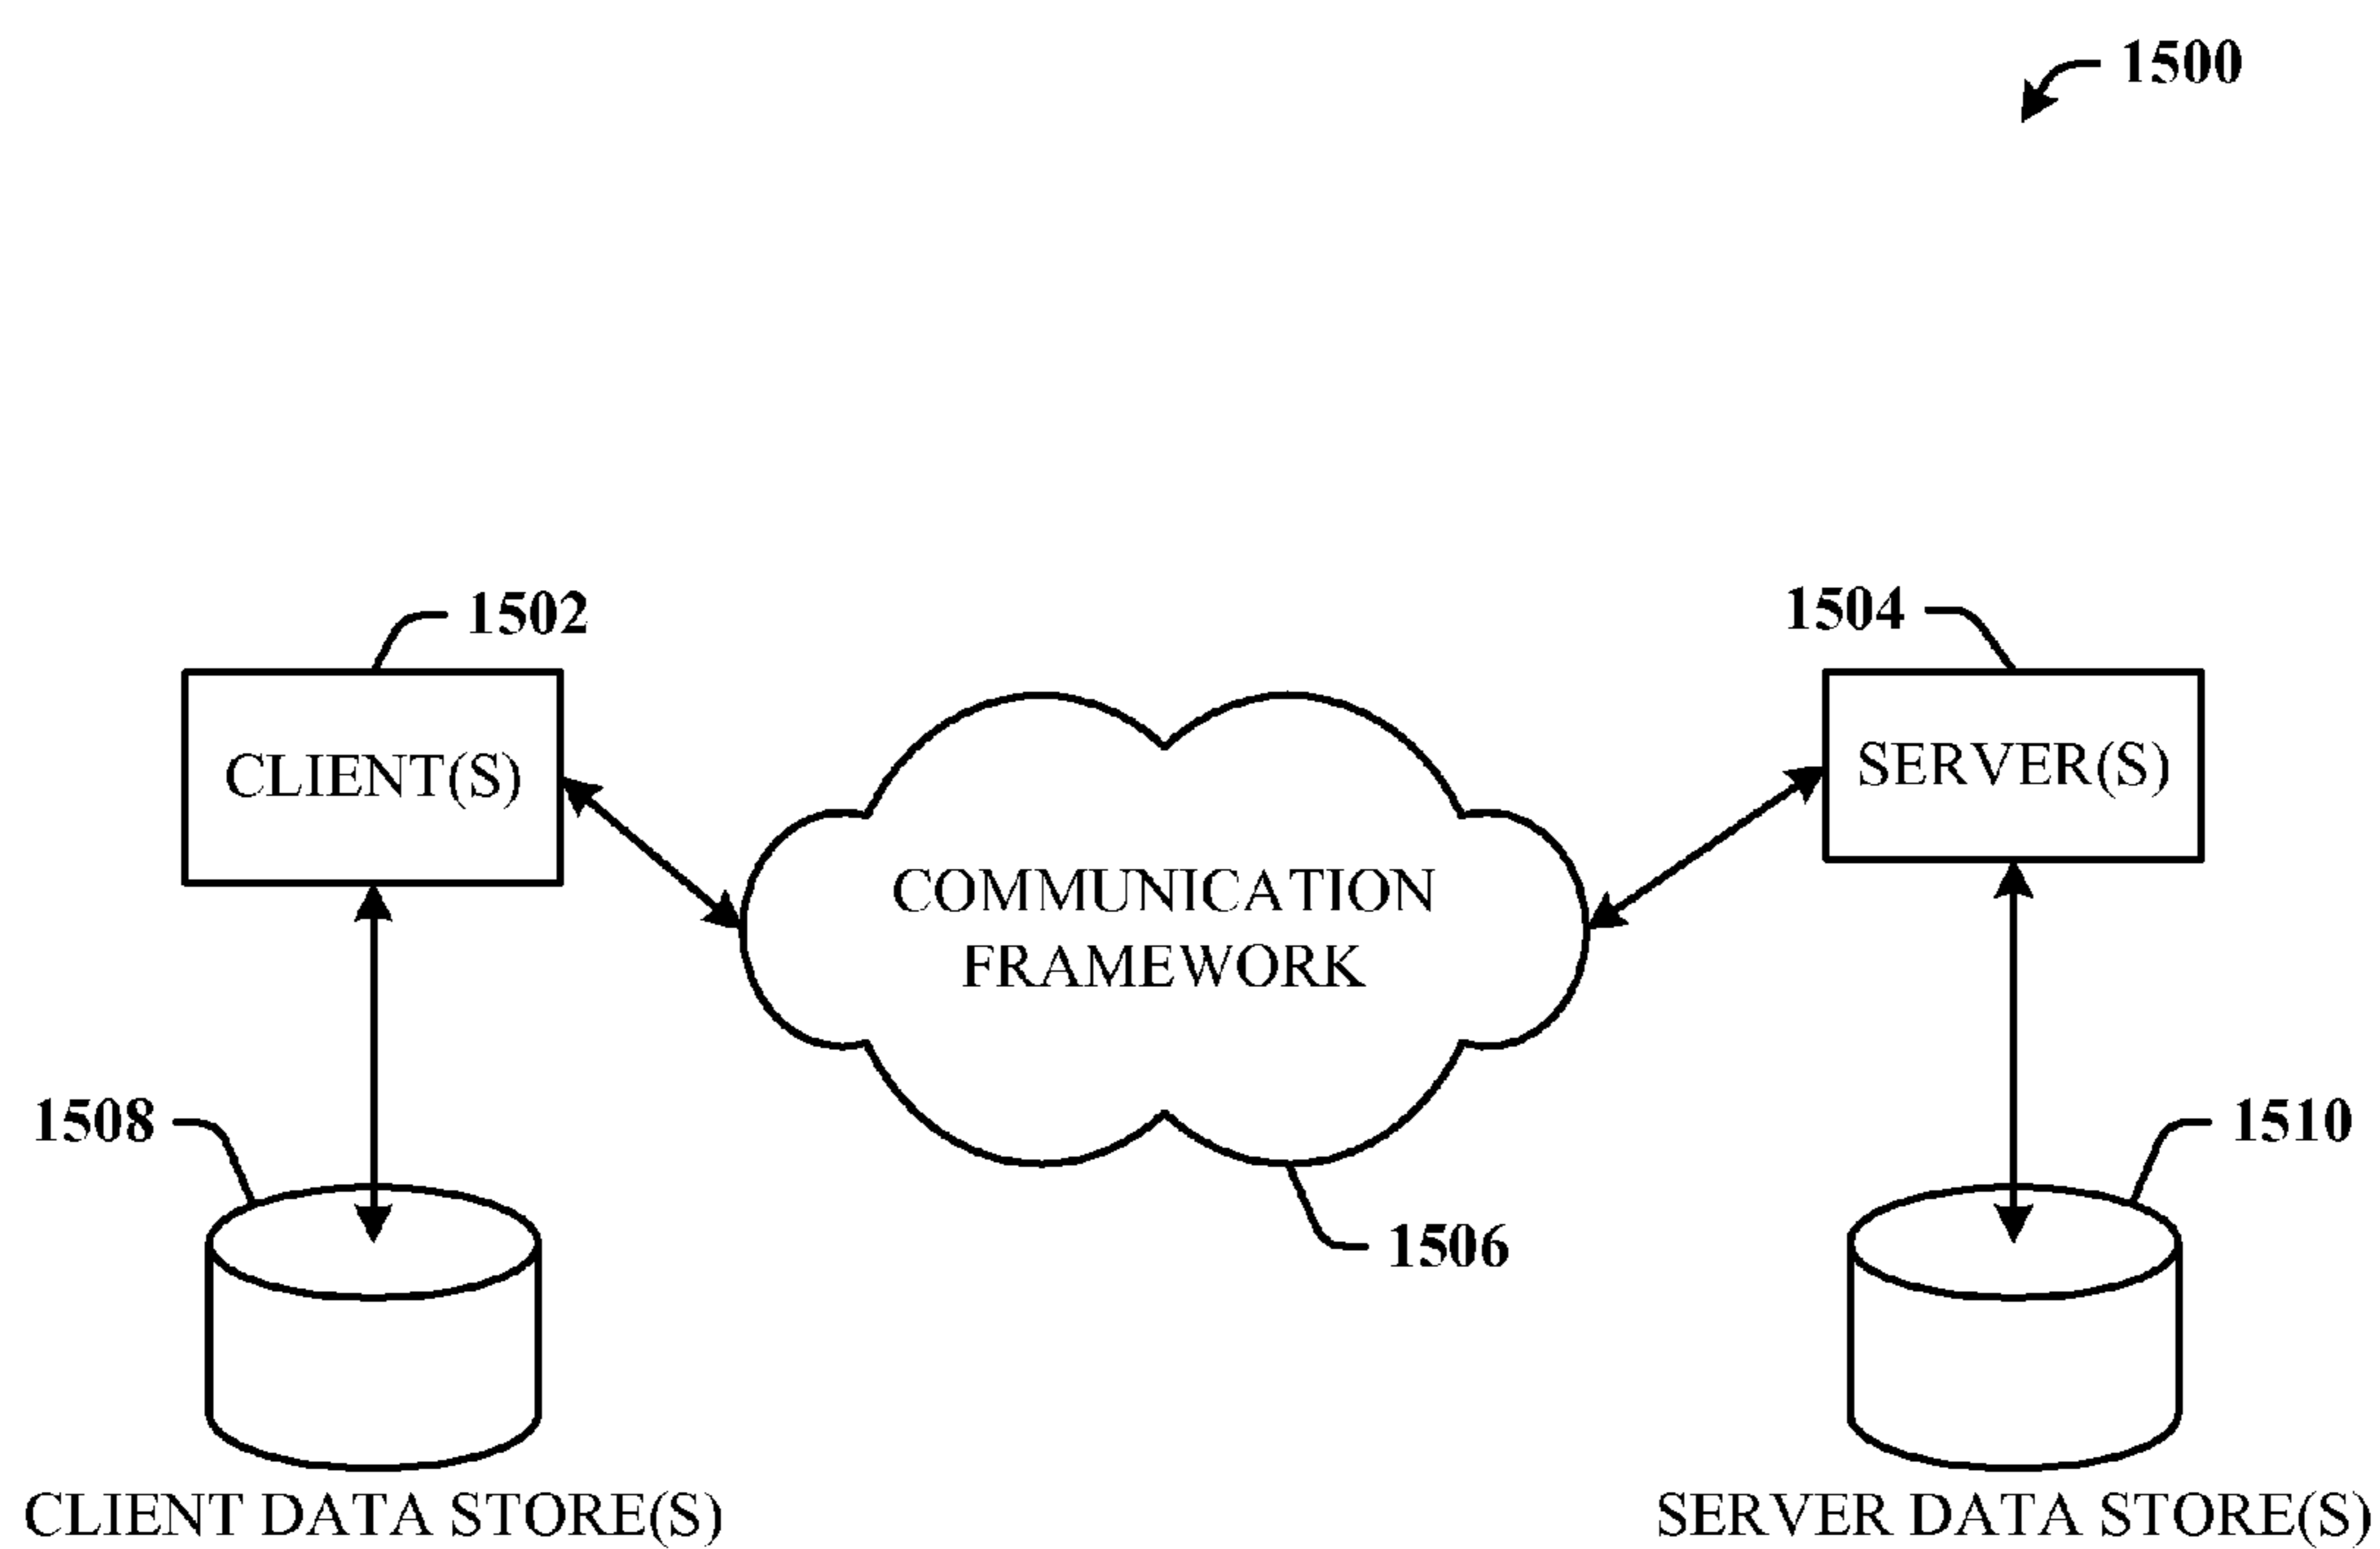 1500
1502
1504
CLIENT(S)
SERVER(S)
COMMUNICATION
FRAMEWORK
1508
1510
1506
CLIENT DATA STORE(S)
SERVER DATA STORE(S)